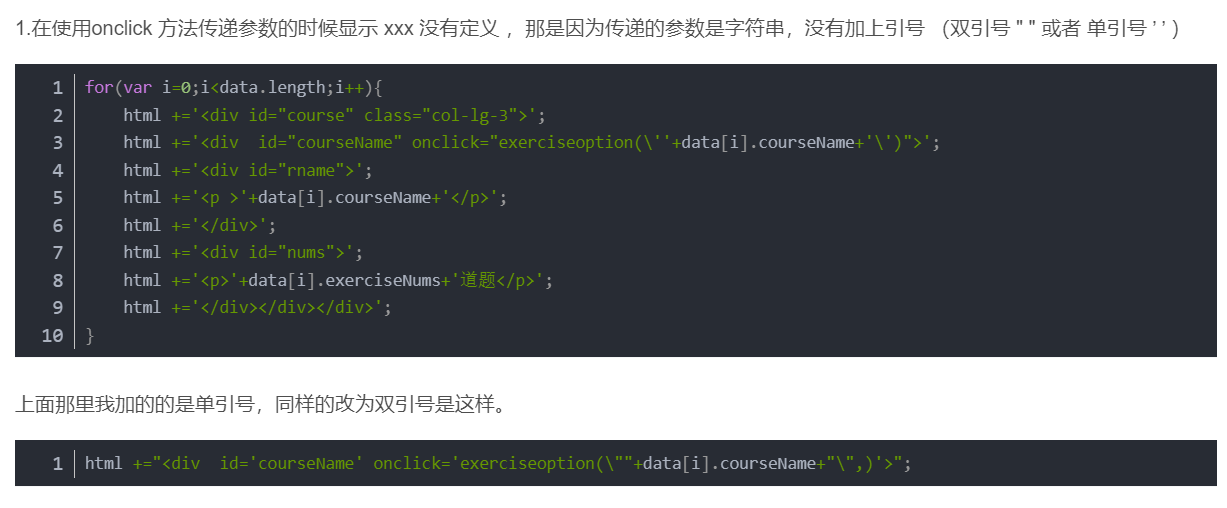 1.在使用onclick 方法传递参数的时候显示 xxx 没有定义 ，那是因为传递的参数是字符串，没有加上引号 （双引号 " " 或者 单引号 ’ ’ )
1 for(var i=0;i<data.length;i++){
2     html +='<div id="course" class="col-lg-3">';
3     html +='<div  id="courseName" onclick="exerciseoption(\''+data[i].courseName+'\')">';
4     html +='<div id="rname">';
5     html +='<p >'+data[i].courseName+'</p>';
6     html +='</div>';
7     html +='<div id="nums">';
8     html +='<p>'+data[i].exerciseNums+'道题</p>';
9     html +='</div></div></div>';
10 }
上面那里我加的的是单引号，同样的改为双引号是这样。
1 html +="<div  id='courseName' onclick='exerciseoption(\""+data[i].courseName+"\",)'>";